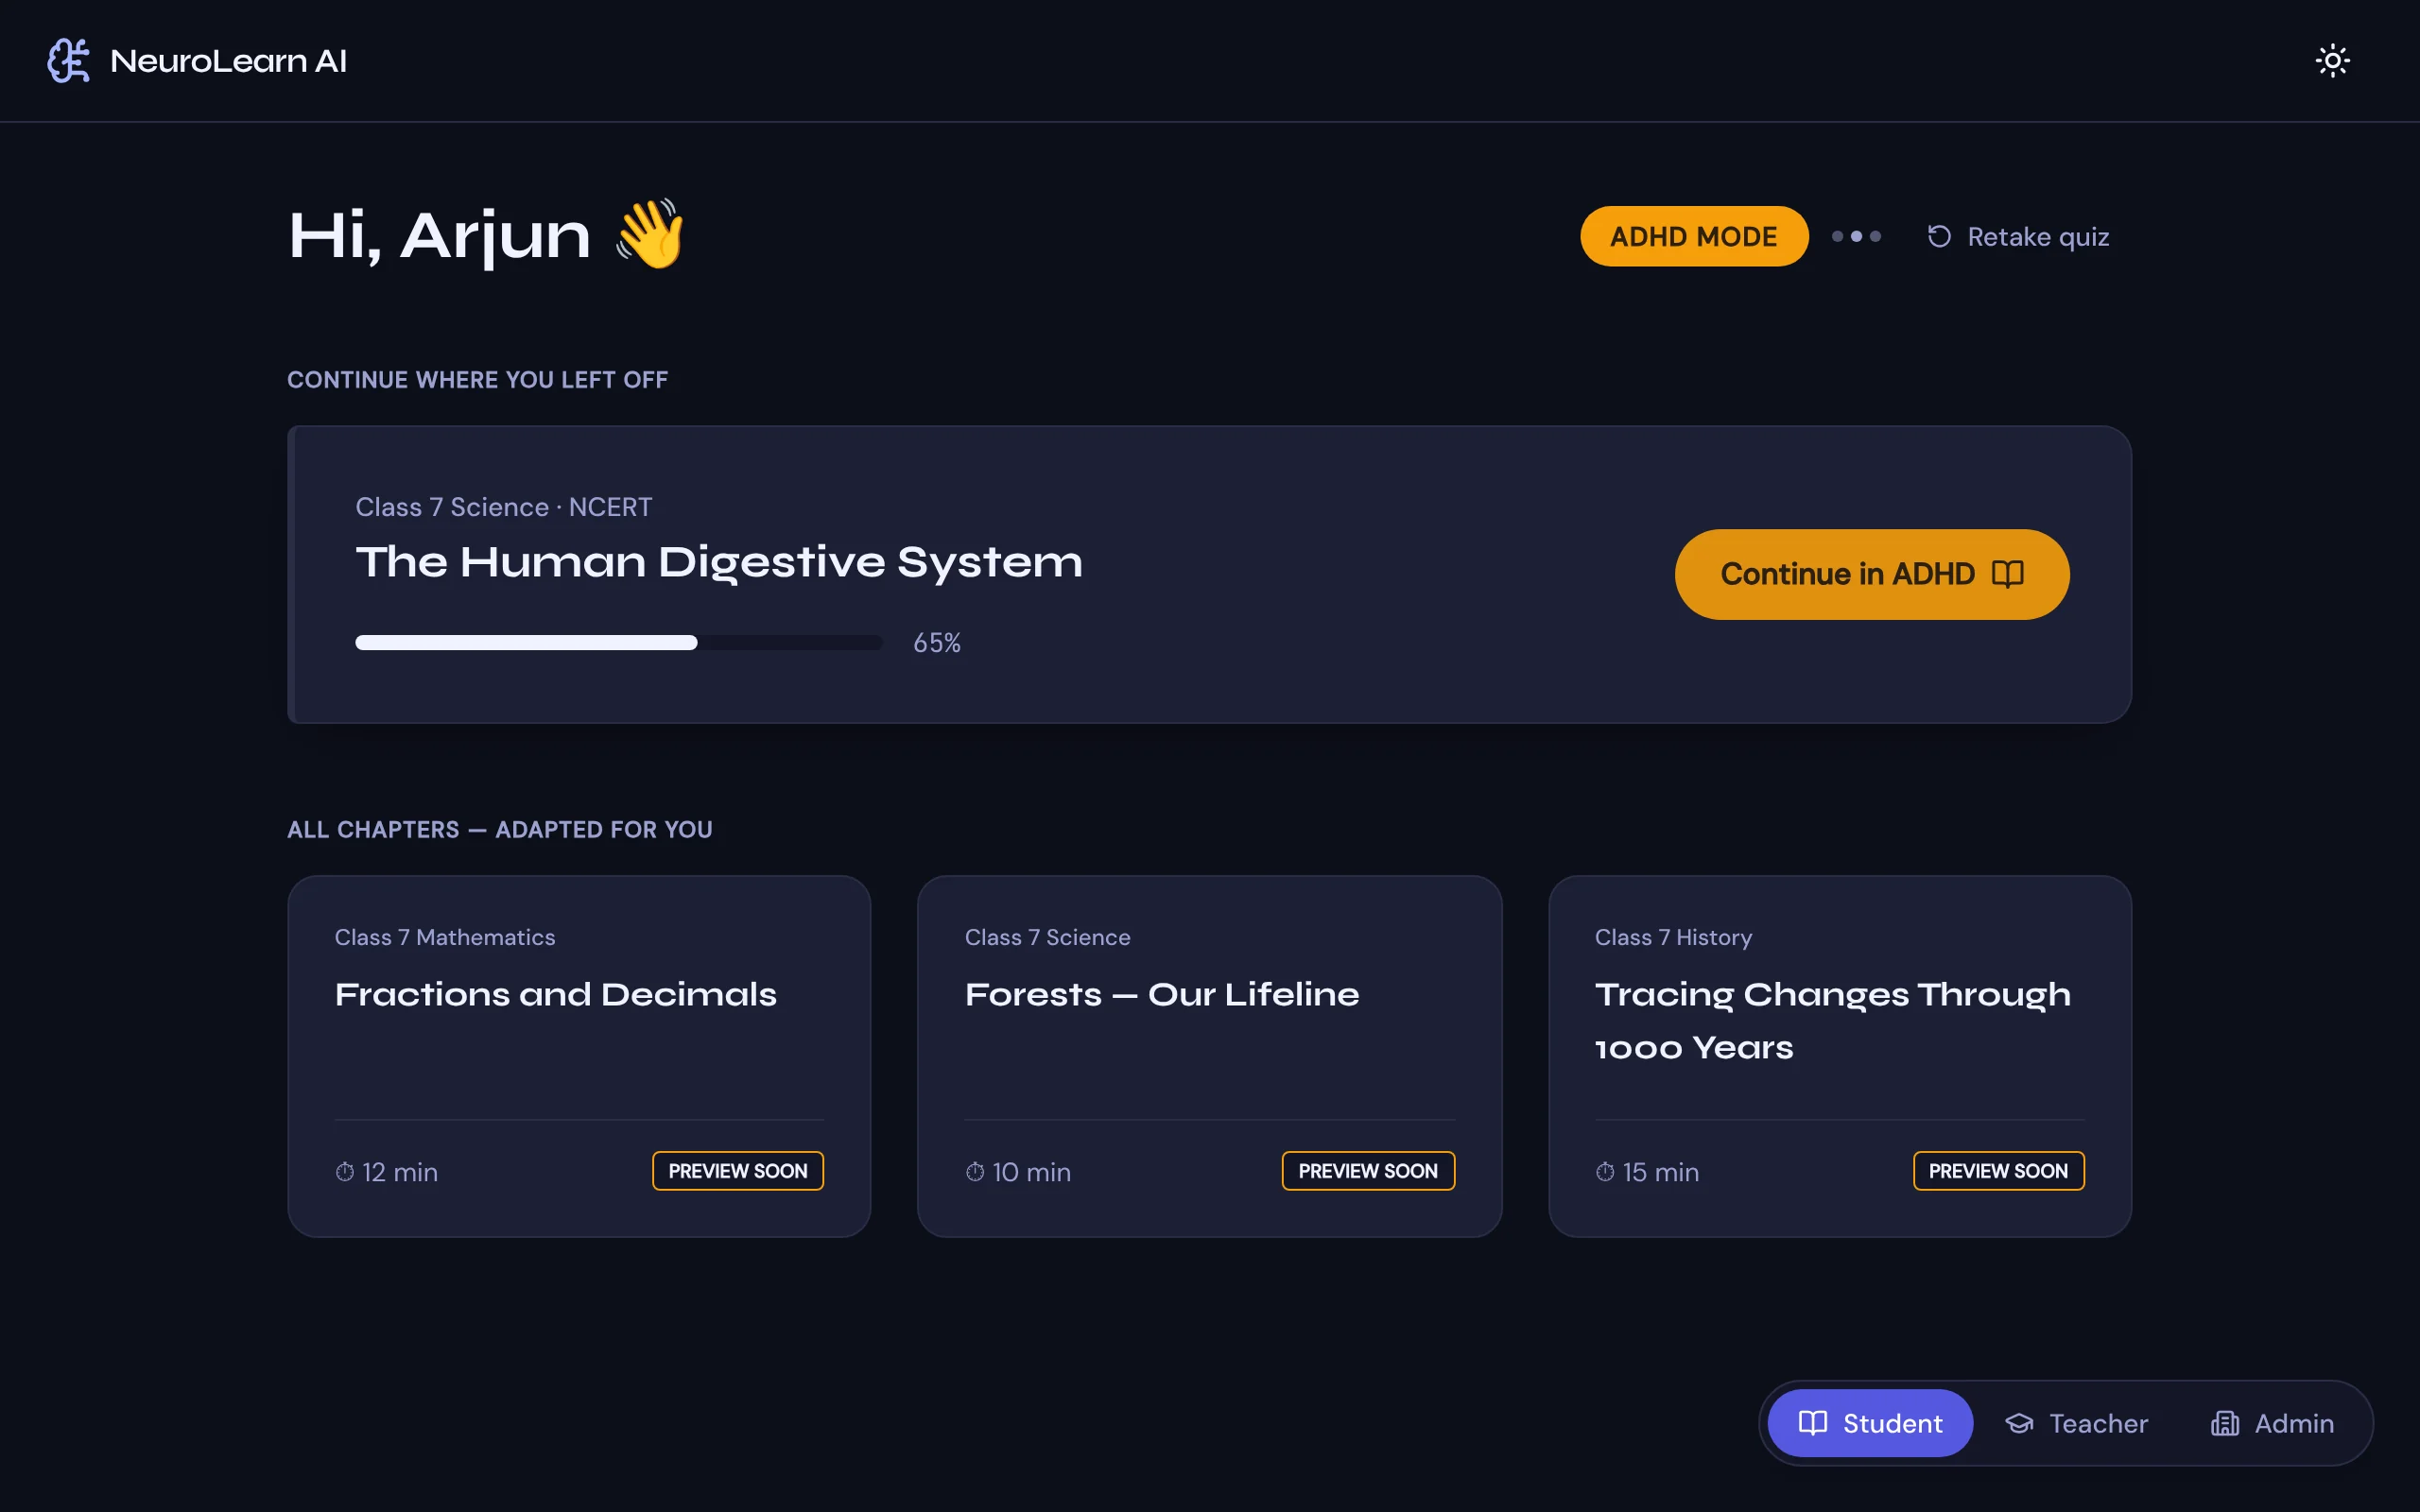 NeuroLearn AI
Hi, Arjun 👋
ADHD MODE
Retake quiz
CONTINUE WHERE YOU LEFT OFF
Class 7 Science · NCERT
The Human Digestive System
65%
Continue in ADHD
ALL CHAPTERS — ADAPTED FOR YOU
Class 7 Mathematics
Fractions and Decimals
⏱ 12 min
PREVIEW SOON
Class 7 Science
Forests — Our Lifeline
⏱ 10 min
PREVIEW SOON
Class 7 History
Tracing Changes Through
1000 Years
⏱ 15 min
PREVIEW SOON
Student
Teacher
Admin